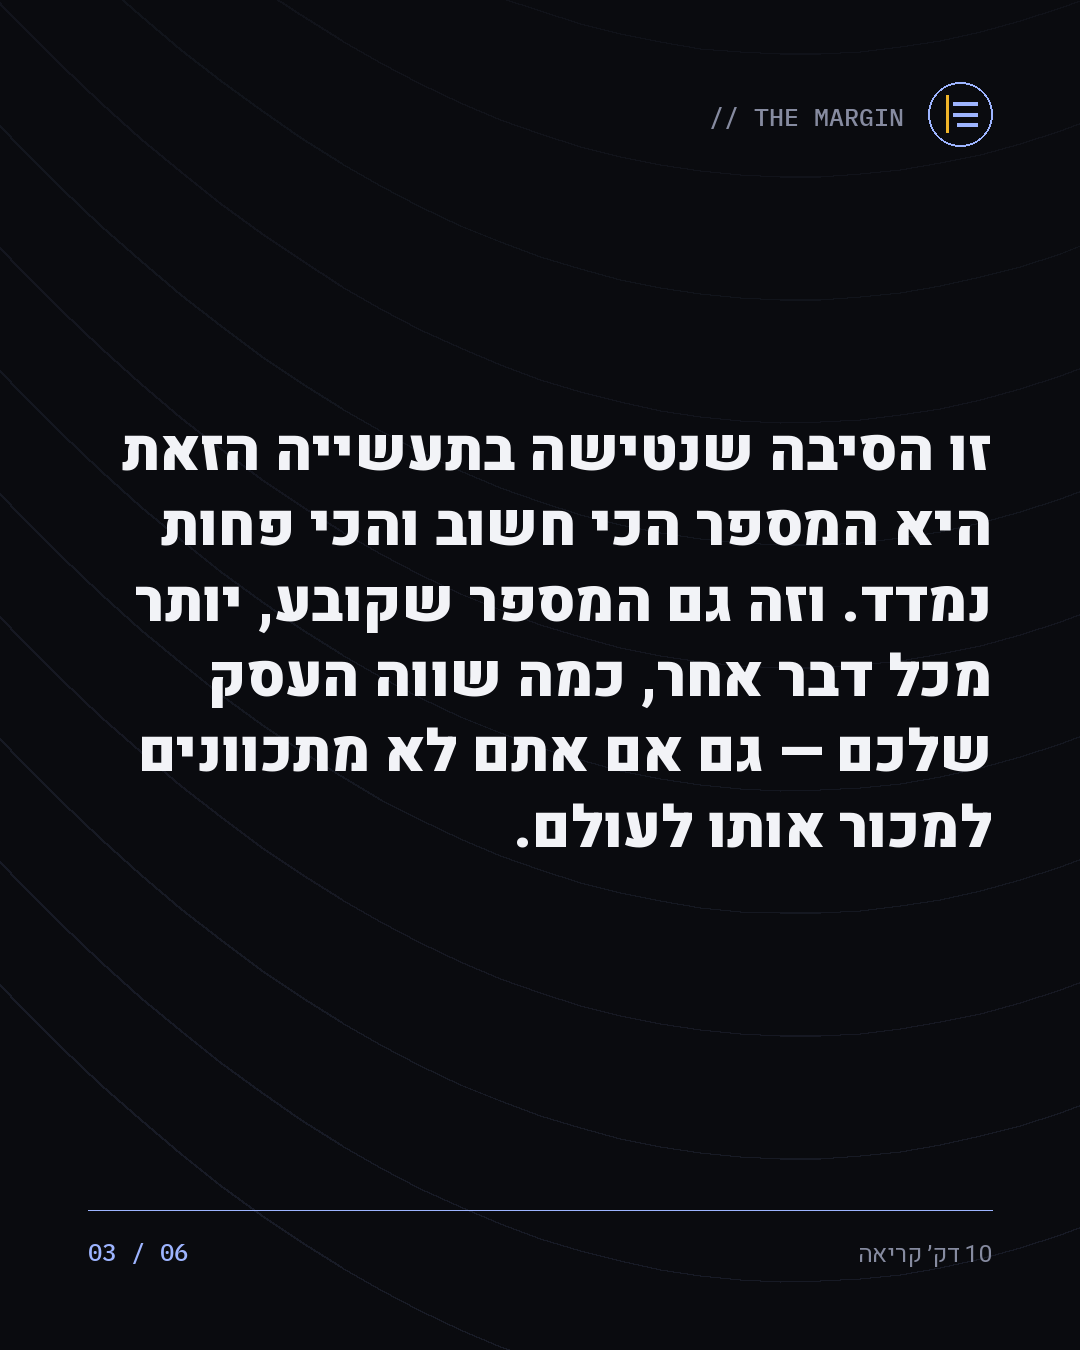 // THE MARGIN
זו הסיבה שנטישה בתעשייה הזאת
היא המספר הכי חשוב והכי פחות
נמדד. וזה גם המספר שקובע, יותר
מכל דבר אחר, כמה שווה העסק
שלכם — גם אם אתם לא מתכוונים
למכור אותו לעולם.
10 דק׳ קריאה
03 / 06